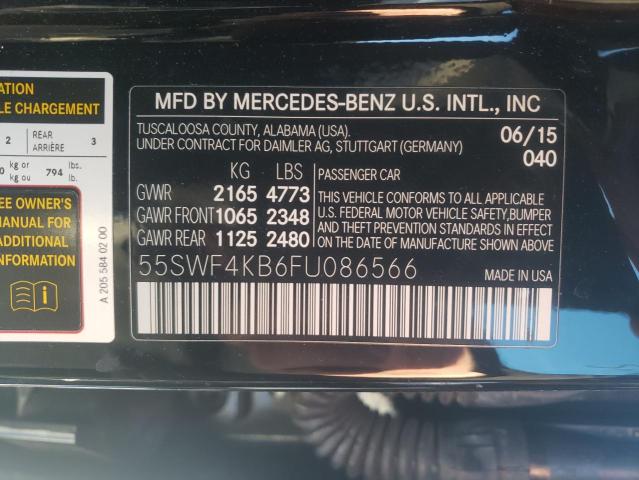 ATION
LE CHARGEMENT
2 REAR ARRIÈRE 3
0 kg or kg ou 794 lbs. lb.
EE OWNER'S
MANUAL FOR
ADDITIONAL
INFORMATION
A 205 584 02 00
MFD BY MERCEDES-BENZ U.S. INTL., INC
TUSCALOOSA COUNTY, ALABAMA (USA).
UNDER CONTRACT FOR DAIMLER AG, STUTTGART (GERMANY)
06/15
040
KG LBS
GVWR 2165 4773
GAWR FRONT 1065 2348
GAWR REAR 1125 2480
PASSENGER CAR
THIS VEHICLE CONFORMS TO ALL APPLICABLE
U.S. FEDERAL MOTOR VEHICLE SAFETY,BUMPER
AND THEFT PREVENTION STANDARDS IN EFFECT
ON THE DATE OF MANUFACTURE SHOWN ABOVE
55SWF4KB6FU086566
MADE IN USA